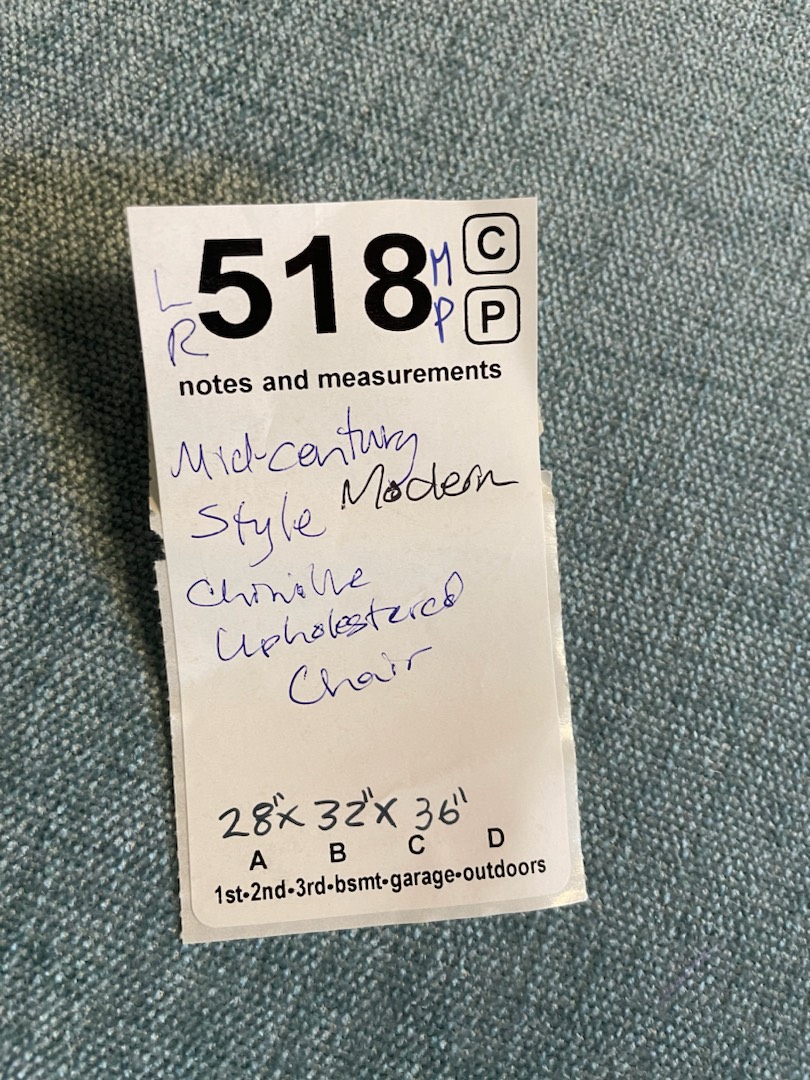 L 518 M C
R P P
notes and measurements
Mid-century
Style Modern
Chinille
Upholstered
Chair
28" x 32" x 36"
A B C D
1st•2nd•3rd•bsmt•garage•outdoors